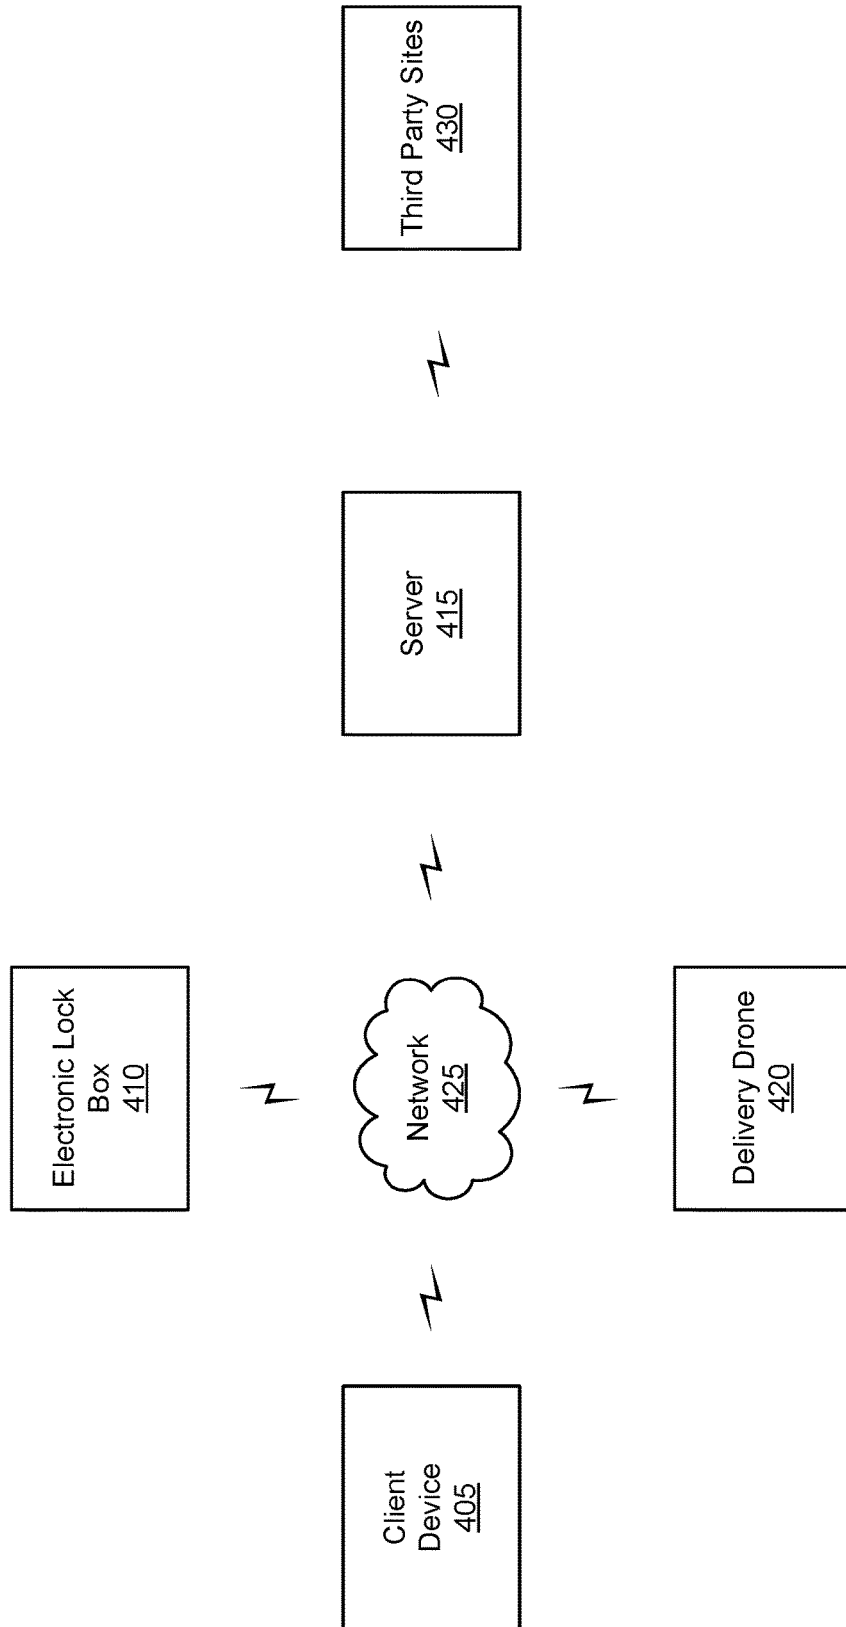 Electronic Lock
Box
410
Client
Device
405
Network
425
Server
415
Third Party Sites
430
Delivery Drone
420